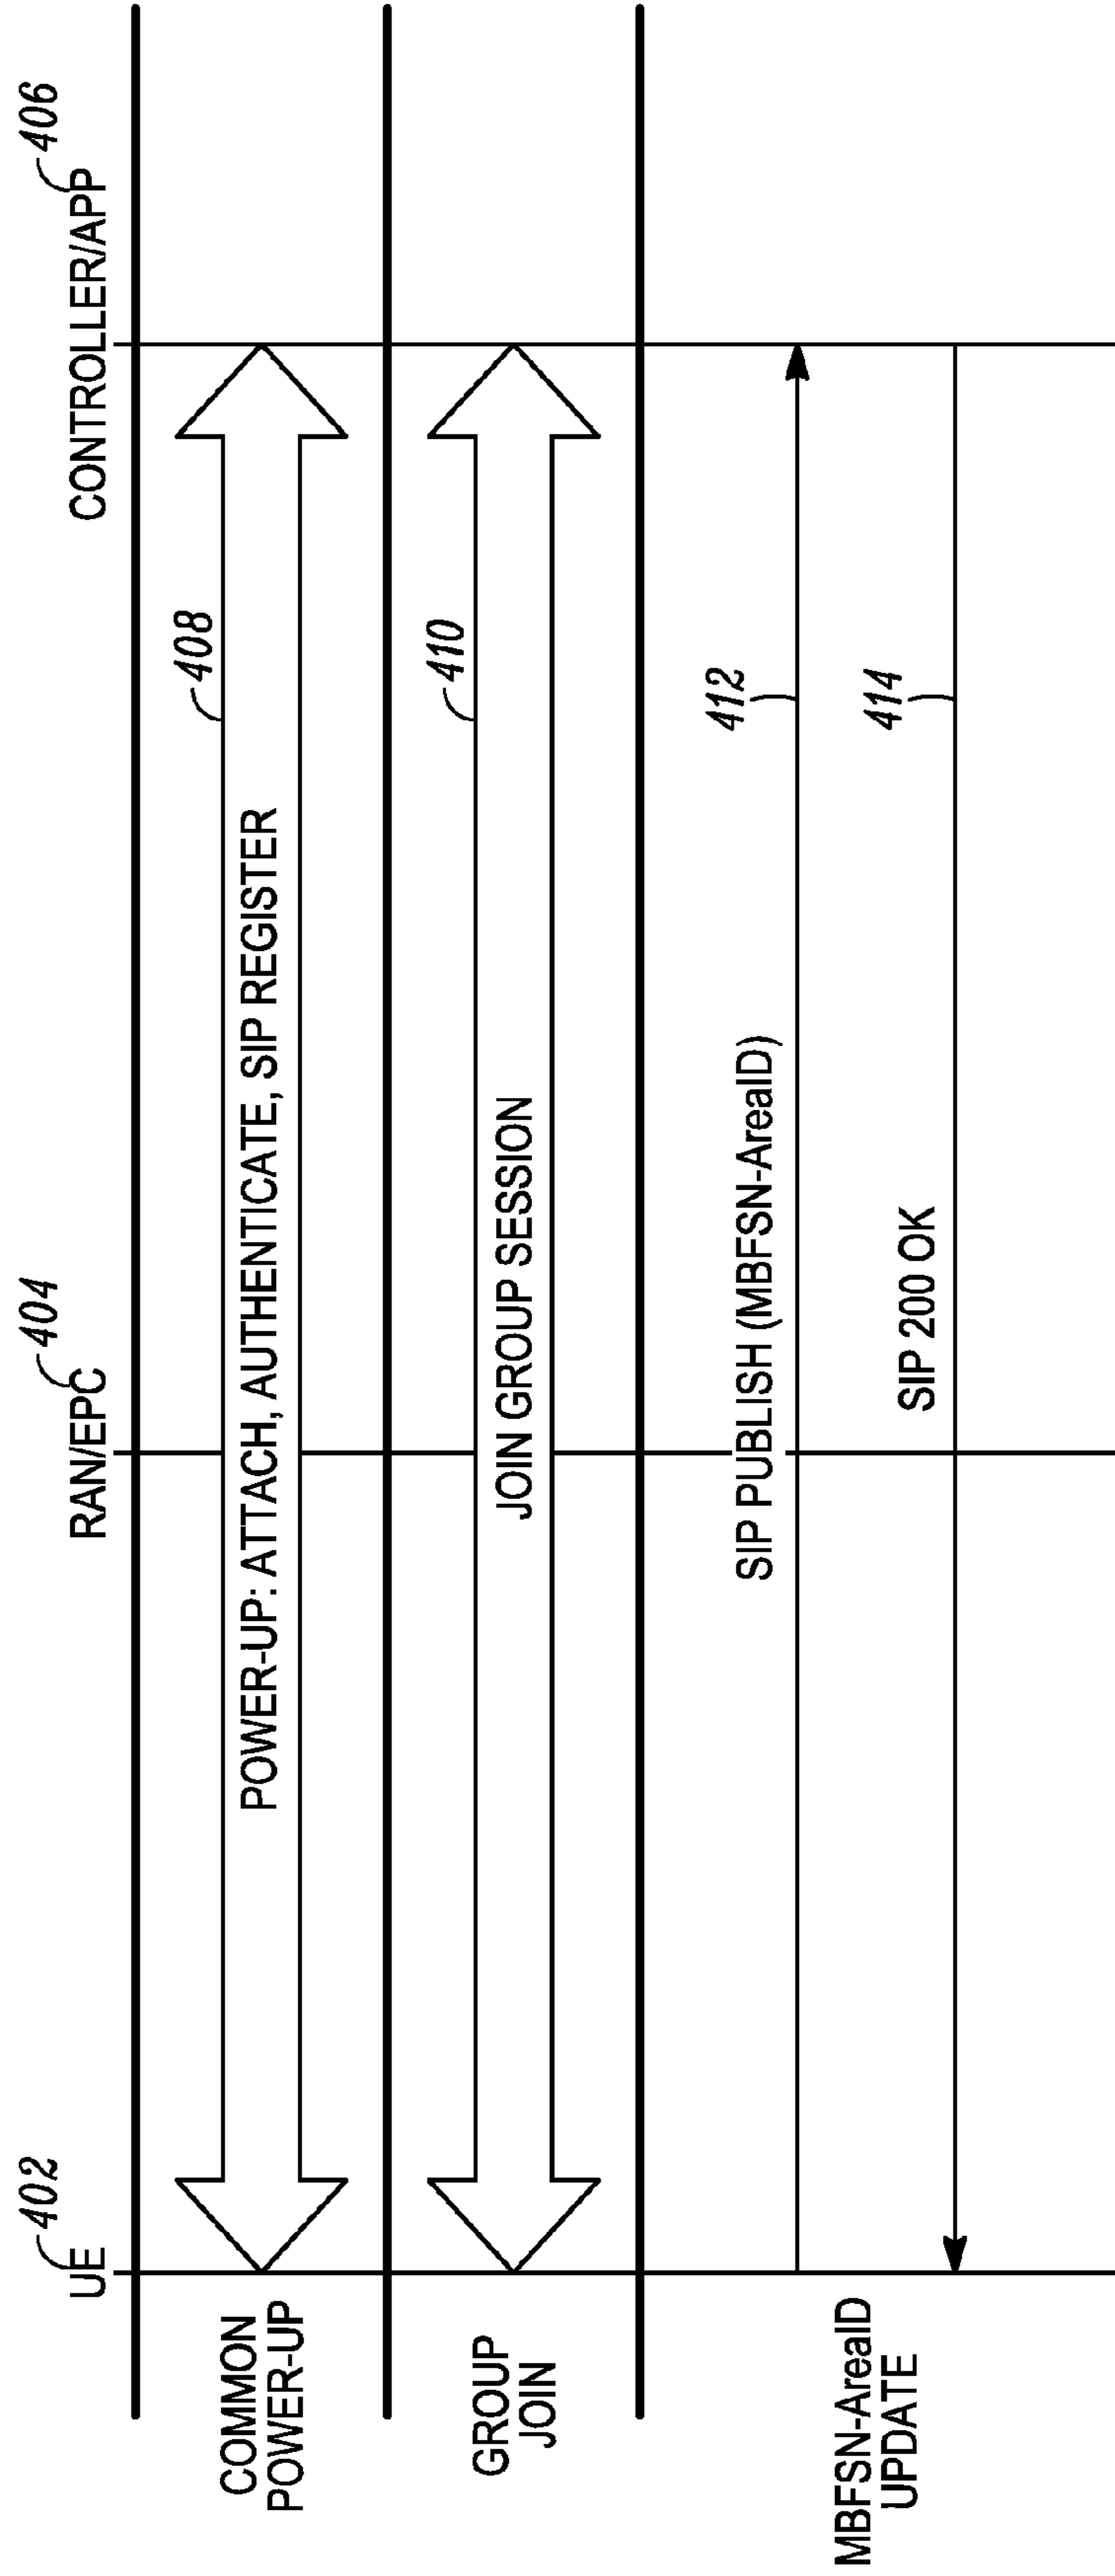 402
UE
404
RAN/EPC
406
CONTROLLER/APP
COMMON
POWER-UP
408
POWER-UP: ATTACH, AUTHENTICATE, SIP REGISTER
GROUP
JOIN
410
JOIN GROUP SESSION
MBFSN-AreaID
UPDATE
SIP PUBLISH (MBFSN-AreaID)
412
SIP 200 OK
414